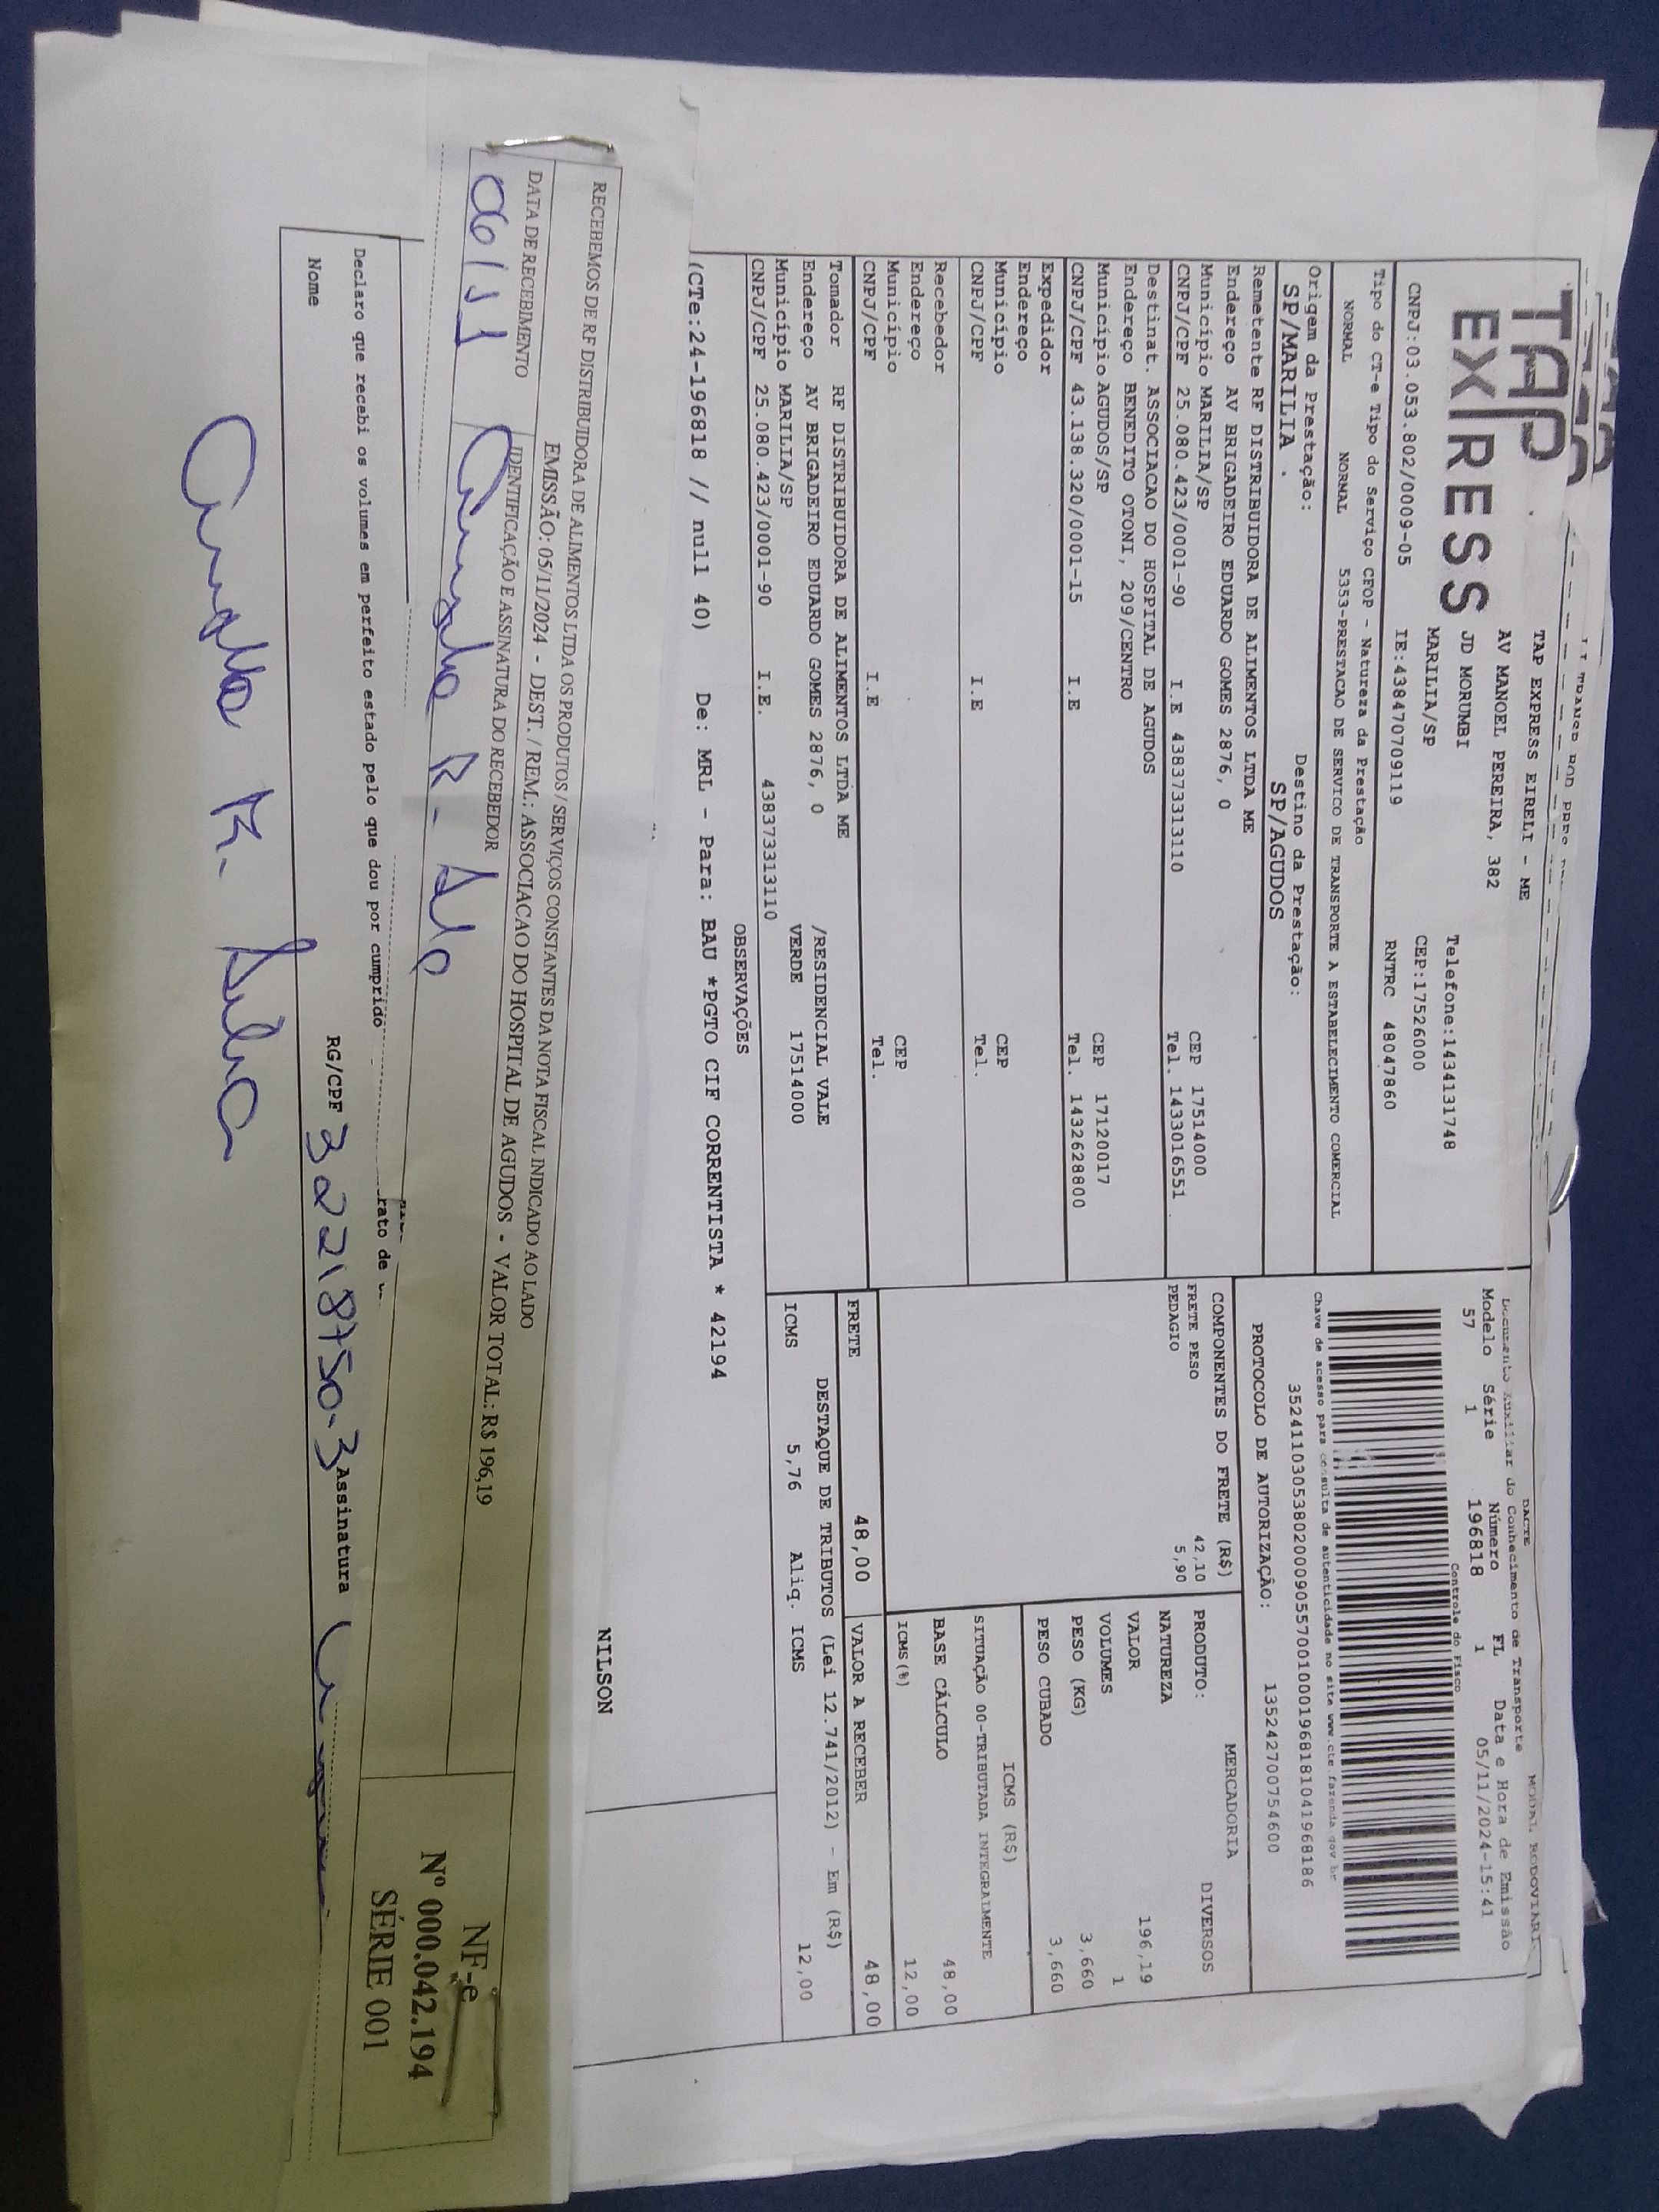 TAP
EXPRESS
TAP EXPRESS EIRELI - ME
AV MANOEL PEREIRA, 382
JD MORUMBI
MARILIA/SP
Telefone:1434131748
CEP:17526000
CNPJ:03.053.802/0009-05 IE:438470709119 RNTRC 48047860
Tipo do CT-e Tipo do Serviço CFOP - Natureza da Prestação
NORMAL NORMAL 5353-PRESTACAO DE SERVICO DE TRANSPORTE A ESTABELECIMENTO COMERCIAL
Origem da Prestação: Destino da Prestação:
SP/MARILIA SP/AGUDOS
DACTE MODAL RODOVIARI
Documento Auxiliar do Conhecimento de Transporte
Modelo Série Número FL Data e Hora de Emissão
57 1 196818 1 05/11/2024-15:41
Controle do Fisco
Chave de acesso para consulta de autenticidade no site www.cte.fazenda.gov.br
PROTOCOLO DE AUTORIZAÇÃO: 135242700754600
Remetente RF DISTRIBUIDORA DE ALIMENTOS LTDA ME
Endereço AV BRIGADEIRO EDUARDO GOMES 2876, 0
Município MARILIA/SP CEP 17514000
CNPJ/CPF 25.080.423/0001-90 I.E 438373313110 Tel. 1433016551
Destinat. ASSOCIACAO DO HOSPITAL DE AGUDOS
Endereço BENEDITO OTONI, 209/CENTRO
Município AGUDOS/SP CEP 17120017
CNPJ/CPF 43.138.320/0001-15 I.E Tel. 1432628800
Expedidor
Endereço
Município CEP
CNPJ/CPF I.E Tel.
Recebedor
Endereço
Município CEP
CNPJ/CPF I.E Tel.
Tomador RF DISTRIBUIDORA DE ALIMENTOS LTDA ME
Endereço AV BRIGADEIRO EDUARDO GOMES 2876, 0 /RESIDENCIAL VALE
Município MARILIA/SP VERDE 17514000
CNPJ/CPF 25.080.423/0001-90 I.E. 438373313110
COMPONENTES DO FRETE (R$)
FRETE PESO 42,10
PEDAGIO 5,90
MERCADORIA
PRODUTO: DIVERSOS
NATUREZA
VALOR 196,19
VOLUMES 1
PESO (KG) 3,660
PESO CUBADO 3,660
ICMS (R$)
SITUAÇÃO 00-TRIBUTADA INTEGRALMENTE
BASE CÁLCULO 48,00
ICMS(%) 12,00
FRETE 48,00 VALOR A RECEBER 48,00
DESTAQUE DE TRIBUTOS (Lei 12.741/2012) - Em (R$)
ICMS 5,76 Aliq. ICMS 12,00
OBSERVAÇÕES
(CTe:24-196818 // null 40) De: MRL - Para: BAU *PGTO CIF CORRENTISTA * 42194
NILSON
RECEBEMOS DE RF DISTRIBUIDORA DE ALIMENTOS LTDA OS PRODUTOS / SERVIÇOS CONSTANTES DA NOTA FISCAL INDICADO AO LADO
EMISSÃO: 05/11/2024 - DEST. / REM.: ASSOCIACAO DO HOSPITAL DE AGUDOS - VALOR TOTAL: R$ 196,19
DATA DE RECEBIMENTO IDENTIFICAÇÃO E ASSINATURA DO RECEBEDOR
06/11
NF-e
Nº 000.042.194
SÉRIE 001
rato de
Declaro que recebi os volumes em perfeito estado pelo que dou por cumprido
Nome RG/CPF 32218750-3 Assinatura
R. Silva